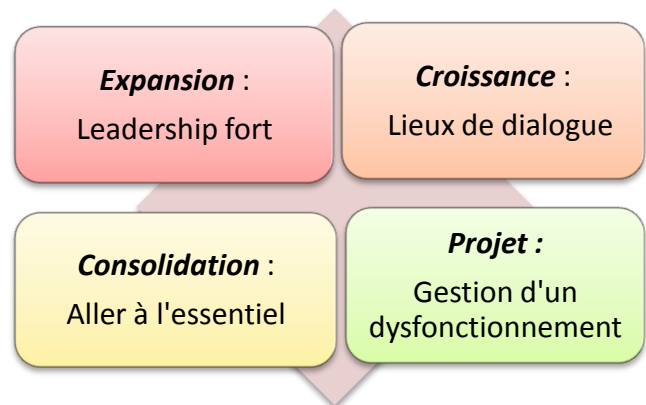 Expansion :
Leadership fort
Croissance :
Lieux de dialogue
Consolidation :
Aller à l'essentiel
Projet :
Gestion d'un
dysfonctionnement